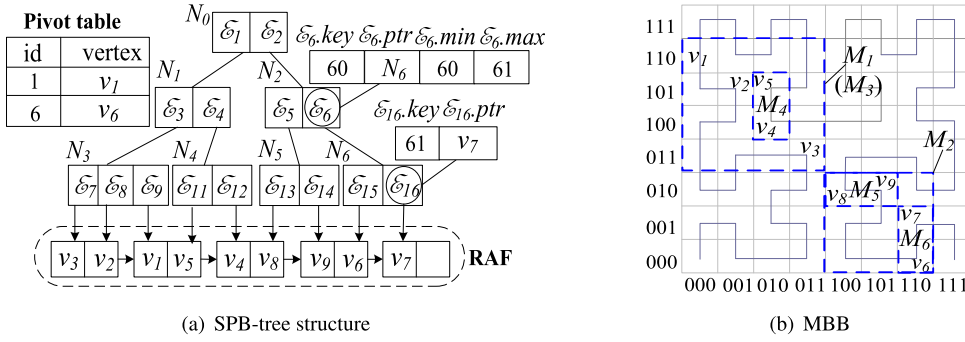 Pivot table
id vertex
1 v1
6 v6
N0
ℰ1 ℰ2
ℰ6.key ℰ6.ptr ℰ6.min ℰ6.max
60 N6 60 61
N1 N2
ℰ3 ℰ4 ℰ5 ℰ6
ℰ16.key ℰ16.ptr
61 v7
N3 N4 N5 N6
ℰ7 ℰ8 ℰ9 ℰ11 ℰ12 ℰ13 ℰ14 ℰ15 ℰ16
v3 v2 v1 v5 v4 v8 v9 v6 v7
RAF
(a) SPB-tree structure
111
110
101
100
011
010
001
000
v1
M1
(M3)
v2 v5
M4
v4
v3
M2
v9
v8 M5
v7
M6
v6
000 001 010 011 100 101 110 111
(b) MBB